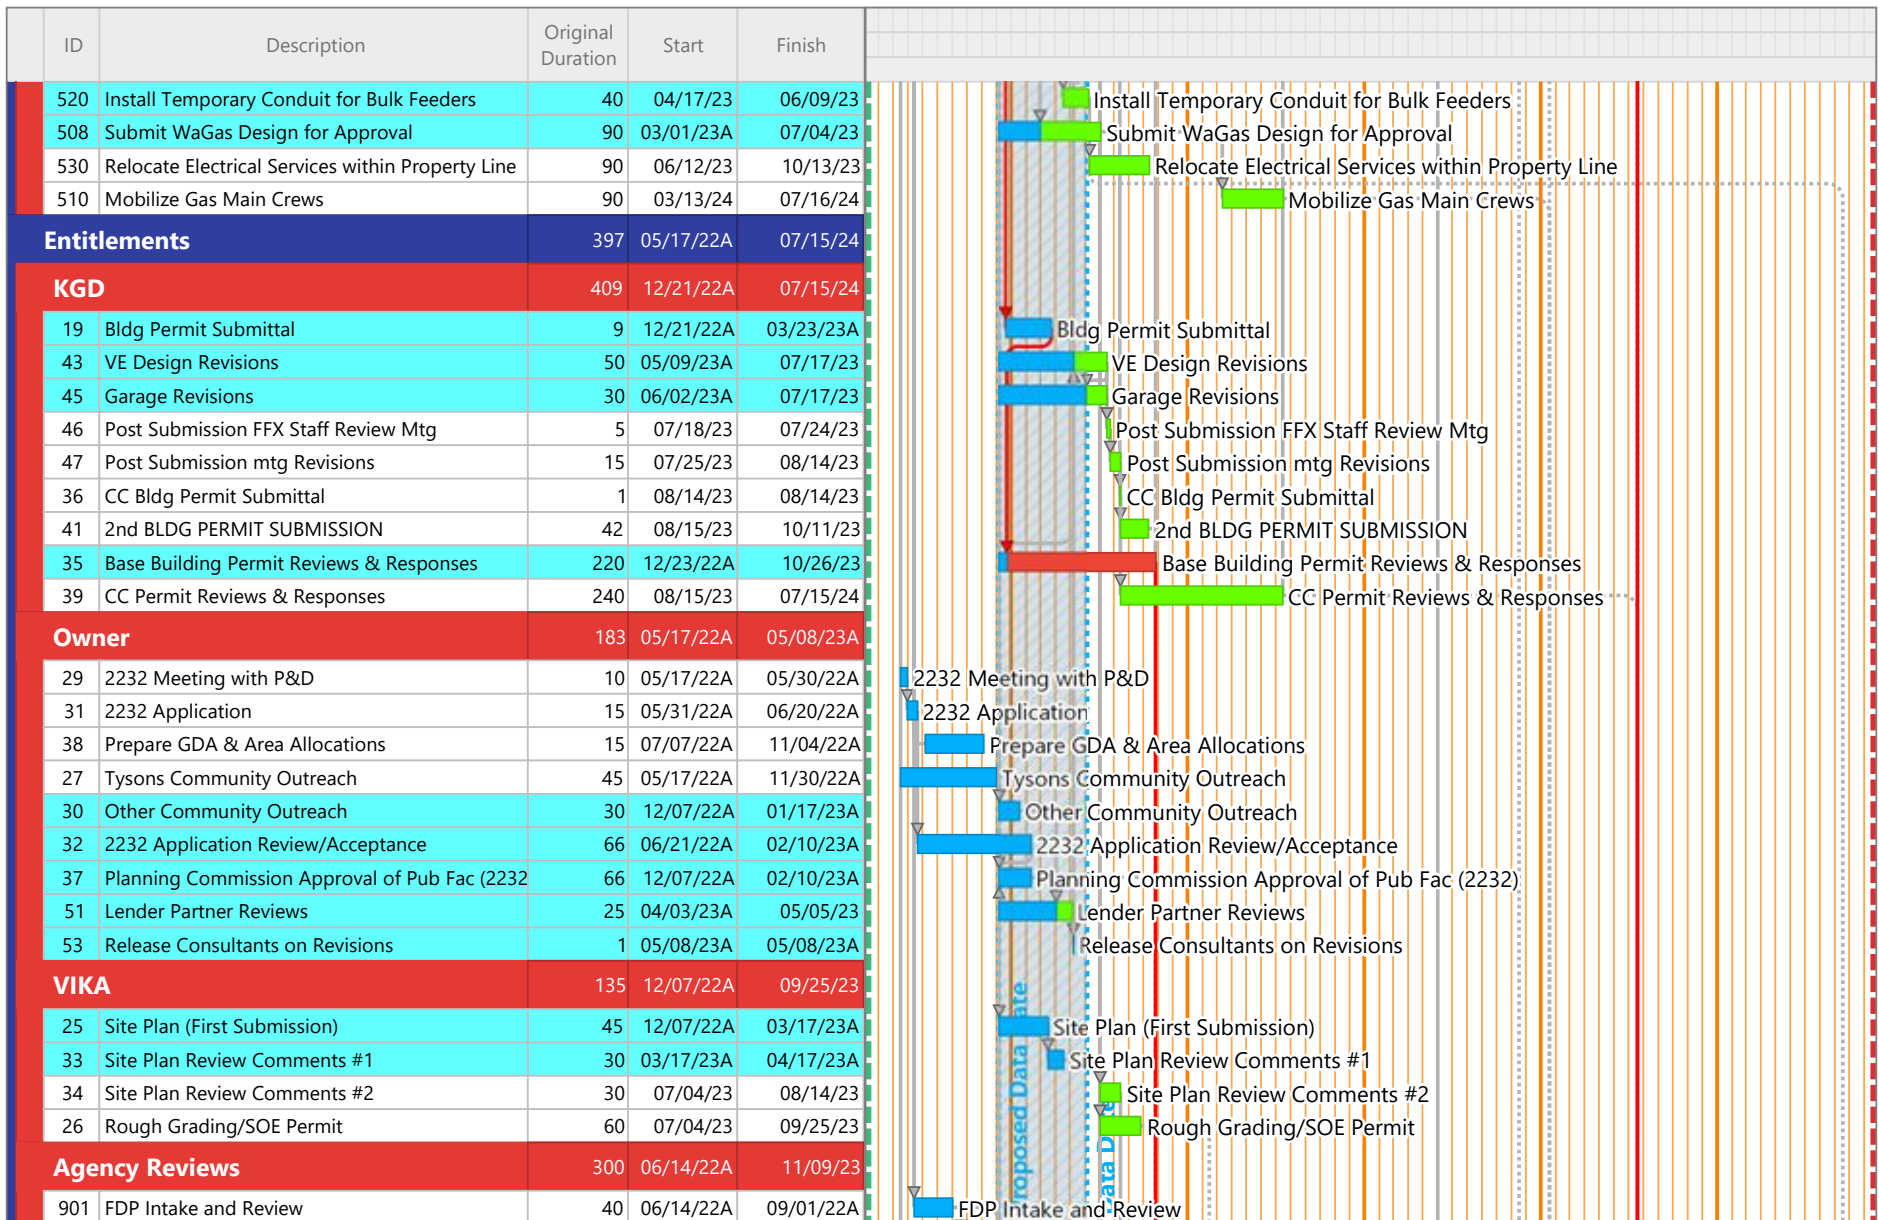 ID Description Original Duration Start Finish
520 Install Temporary Conduit for Bulk Feeders 40 04/17/23 06/09/23 Install Temporary Conduit for Bulk Feeders
508 Submit WaGas Design for Approval 90 03/01/23A 07/04/23 Submit WaGas Design for Approval
530 Relocate Electrical Services within Property Line 90 06/12/23 10/13/23 Relocate Electrical Services within Property Line
510 Mobilize Gas Main Crews 90 03/13/24 07/16/24 Mobilize Gas Main Crews
Entitlements 397 05/17/22A 07/15/24
KGD 409 12/21/22A 07/15/24
19 Bldg Permit Submittal 9 12/21/22A 03/23/23A Bldg Permit Submittal
43 VE Design Revisions 50 05/09/23A 07/17/23 VE Design Revisions
45 Garage Revisions 30 06/02/23A 07/17/23 Garage Revisions
46 Post Submission FFX Staff Review Mtg 5 07/18/23 07/24/23 Post Submission FFX Staff Review Mtg
47 Post Submission mtg Revisions 15 07/25/23 08/14/23 Post Submission mtg Revisions
36 CC Bldg Permit Submittal 1 08/14/23 08/14/23 CC Bldg Permit Submittal
41 2nd BLDG PERMIT SUBMISSION 42 08/15/23 10/11/23 2nd BLDG PERMIT SUBMISSION
35 Base Building Permit Reviews & Responses 220 12/23/22A 10/26/23 Base Building Permit Reviews & Responses
39 CC Permit Reviews & Responses 240 08/15/23 07/15/24 CC Permit Reviews & Responses
Owner 183 05/17/22A 05/08/23A
29 2232 Meeting with P&D 10 05/17/22A 05/30/22A 2232 Meeting with P&D
31 2232 Application 15 05/31/22A 06/20/22A 2232 Application
38 Prepare GDA & Area Allocations 15 07/07/22A 11/04/22A Prepare GDA & Area Allocations
27 Tysons Community Outreach 45 05/17/22A 11/30/22A Tysons Community Outreach
30 Other Community Outreach 30 12/07/22A 01/17/23A Other Community Outreach
32 2232 Application Review/Acceptance 66 06/21/22A 02/10/23A 2232 Application Review/Acceptance
37 Planning Commission Approval of Pub Fac (2232 66 12/07/22A 02/10/23A Planning Commission Approval of Pub Fac (2232)
51 Lender Partner Reviews 25 04/03/23A 05/05/23 Lender Partner Reviews
53 Release Consultants on Revisions 1 05/08/23A 05/08/23A Release Consultants on Revisions
VIKA 135 12/07/22A 09/25/23
25 Site Plan (First Submission) 45 12/07/22A 03/17/23A Site Plan (First Submission)
33 Site Plan Review Comments #1 30 03/17/23A 04/17/23A Site Plan Review Comments #1
34 Site Plan Review Comments #2 30 07/04/23 08/14/23 Site Plan Review Comments #2
26 Rough Grading/SOE Permit 60 07/04/23 09/25/23 Rough Grading/SOE Permit
Agency Reviews 300 06/14/22A 11/09/23
901 FDP Intake and Review 40 06/14/22A 09/01/22A FDP Intake and Review
roposed Data